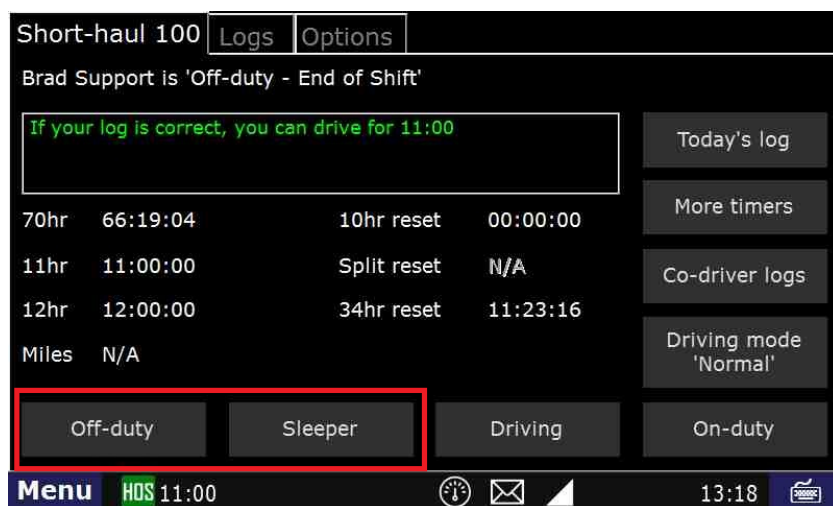 Short-haul 100 Logs Options
Brad Support is 'Off-duty - End of Shift'
If your log is correct, you can drive for 11:00
Today's log
70hr 66:19:04 10hr reset 00:00:00
More timers
11hr 11:00:00 Split reset N/A
Co-driver logs
12hr 12:00:00 34hr reset 11:23:16
Miles N/A
Driving mode
'Normal'
Off-duty Sleeper Driving On-duty
Menu HOS 11:00 13:18